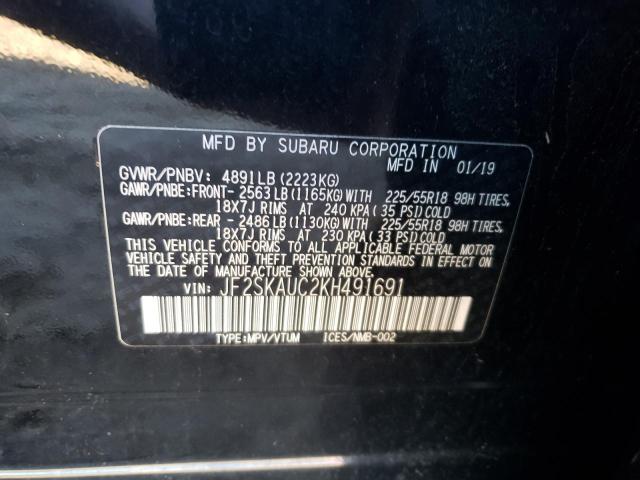 MFD BY SUBARU CORPORATION
MFD IN 01/19
GVWR/PNBV: 4891LB (2223KG)
GAWR/PNBE:FRONT- 2563LB (1165KG)WITH 225/55R18 98H TIRES,
18X7J RIMS AT 240 KPA (35 PSI)COLD
GAWR/PNBE:REAR - 2486LB (1130KG)WITH 225/55R18 98H TIRES,
18X7J RIMS AT 230 KPA (33 PSI)COLD
THIS VEHICLE CONFORMS TO ALL APPLICABLE FEDERAL MOTOR
VEHICLE SAFETY, BUMPER, AND THEFT PREVENTION STANDARDS
IN EFFECT ON THE DATE OF MANUFACTURE SHOWN ABOVE.
VIN: JF2SKAUC2KH491691
TYPE:MPV/VTUM ICES/NMB-002